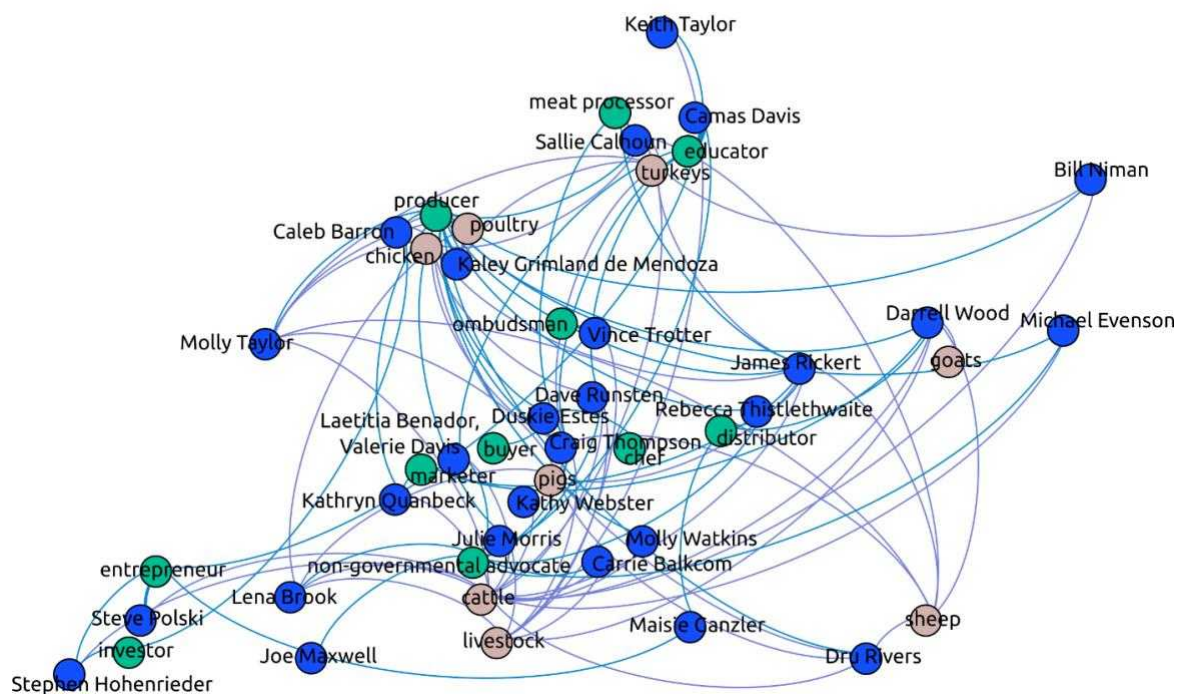 Keith Taylor
meat processor
Camas Davis
Sallie Calhoun
educator
turkeys
Bill Niman
producer
Caleb Barron
poultry
chicken
Kaley Grimland de Mendoza
ombudsman
Vince Trotter
Darrell Wood
Michael Evenson
Molly Taylor
James Rickert
goats
Dave Runsten
Duskie Estes
Rebecca Thistlethwaite
Laetitia Benador,
Valerie Davis
buyer
Craig Thompson
chef
distributor
marketer
pigs
Kathryn Quanbeck
Kathy Webster
Julie Morris
Molly Watkins
non-governmental advocate
Carrie Balkcom
entrepreneur
Lena Brook
cattle
Steve Polski
livestock
Maisie Ganzler
sheep
investor
Joe Maxwell
Dru Rivers
Stephen Hohenrieder